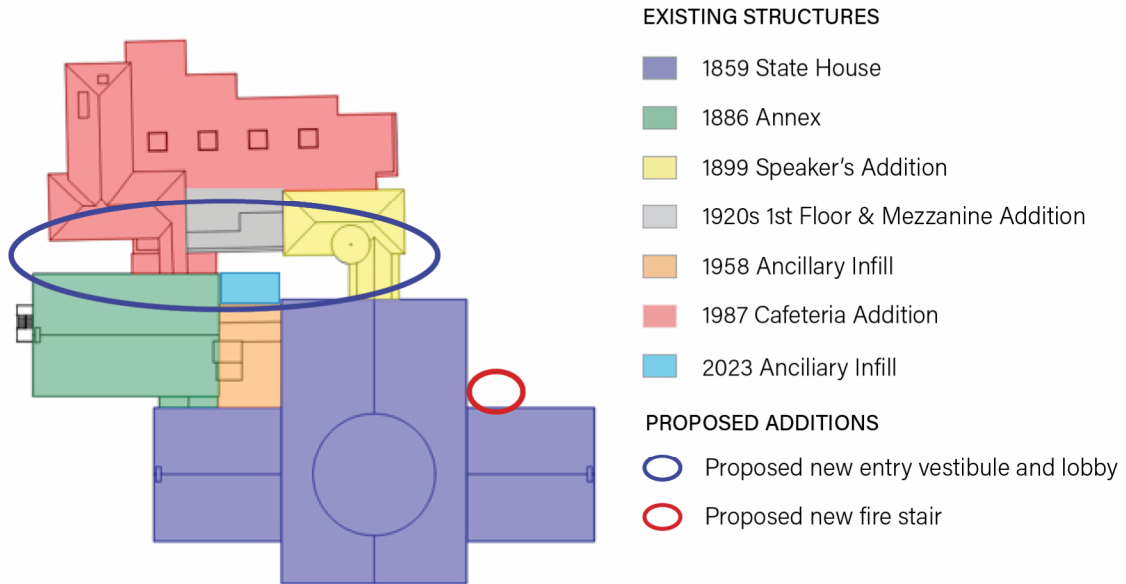 EXISTING STRUCTURES
1859 State House
1886 Annex
1899 Speaker's Addition
1920s 1st Floor & Mezzanine Addition
1958 Ancillary Infill
1987 Cafeteria Addition
2023 Anciliary Infill
PROPOSED ADDITIONS
Proposed new entry vestibule and lobby
Proposed new fire stair